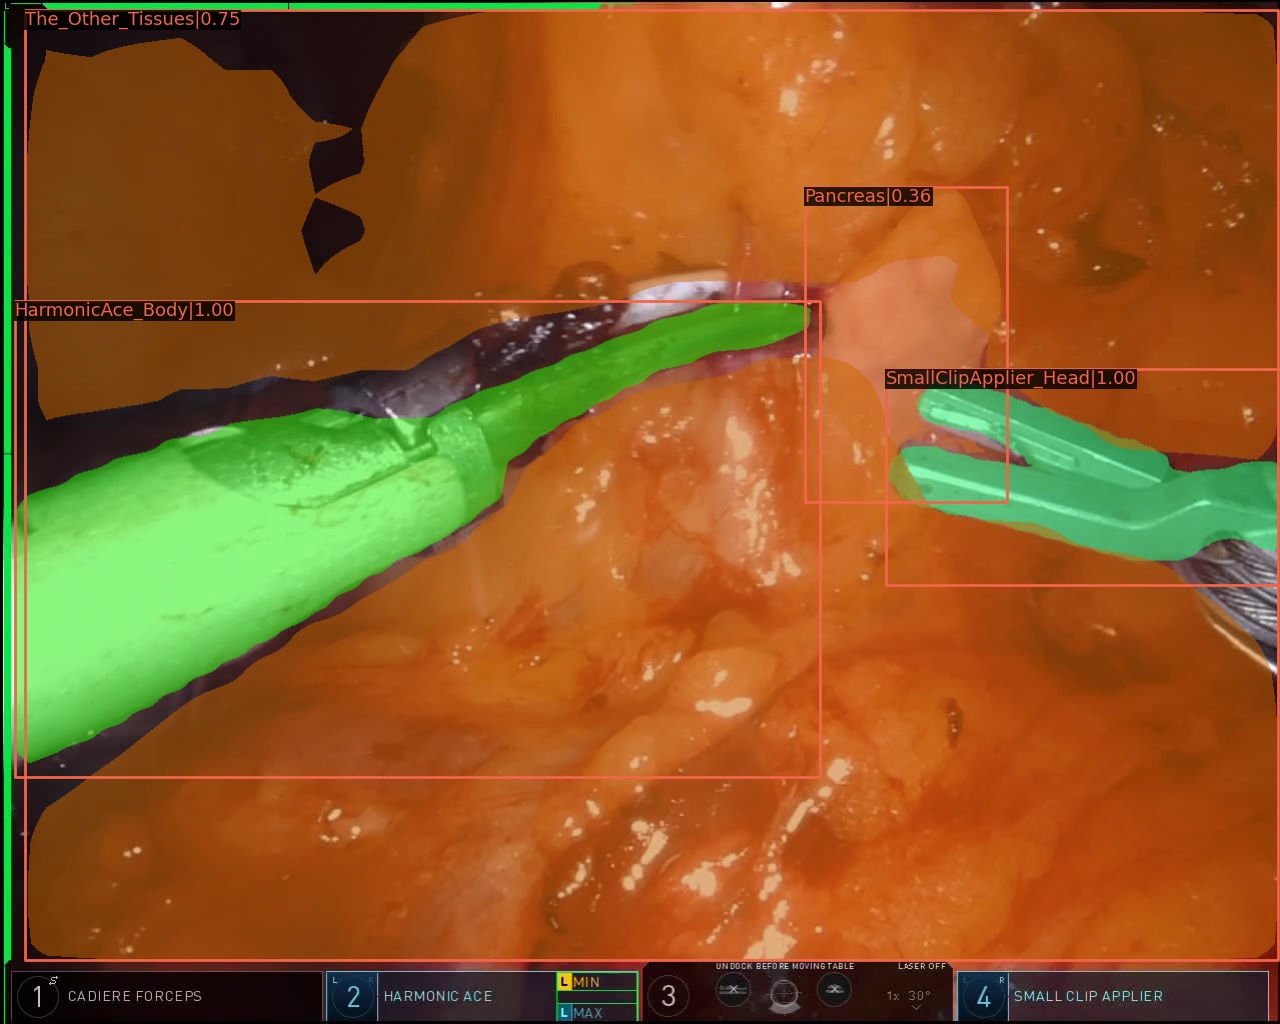 The_Other_Tissues|0.75
Pancreas|0.36
HarmonicAce_Body|1.00
SmallClipApplier_Head|1.00
UNDOCK BEFORE MOVING TABLE
LASER OFF
1 CADIERE FORCEPS
L R
2 HARMONIC ACE
L MIN
L MAX
3
1x 30°
L R
4 SMALL CLIP APPLIER